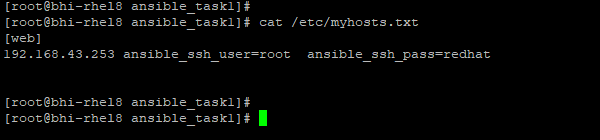 [root@bhi-rhel8 ansible_task1]#
[root@bhi-rhel8 ansible_task1]# cat /etc/myhosts.txt
[web]
192.168.43.253 ansible_ssh_user=root  ansible_ssh_pass=redhat
[root@bhi-rhel8 ansible_task1]#
[root@bhi-rhel8 ansible_task1]#